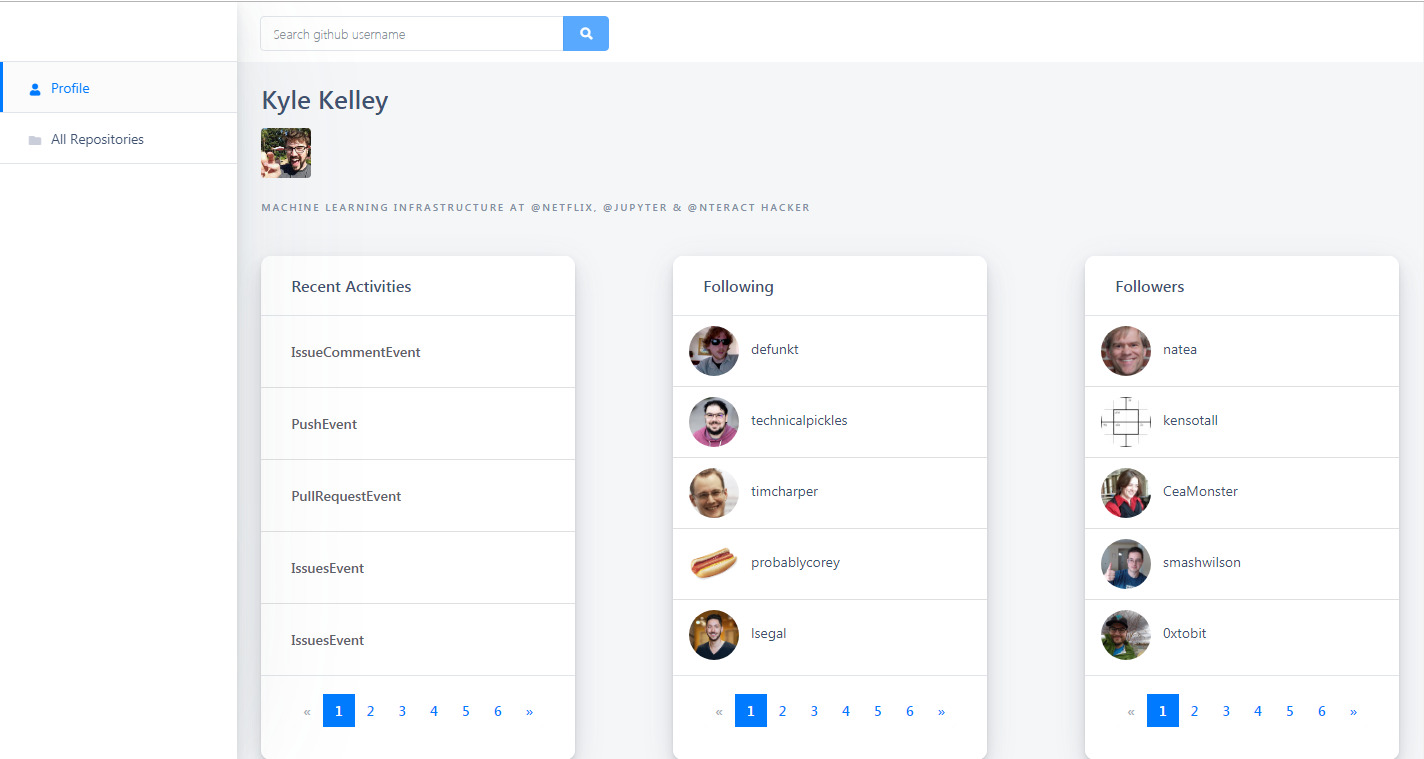 Search github username
Profile
All Repositories
Kyle Kelley
MACHINE LEARNING INFRASTRUCTURE AT @NETFLIX, @JUPYTER & @NTERACT HACKER
Recent Activities
IssueCommentEvent
PushEvent
PullRequestEvent
IssuesEvent
IssuesEvent
« 1 2 3 4 5 6 »
Following
defunkt
technicalpickles
timcharper
probablycorey
lsegal
« 1 2 3 4 5 6 »
Followers
natea
kensotall
CeaMonster
smashwilson
0xtobit
« 1 2 3 4 5 6 »